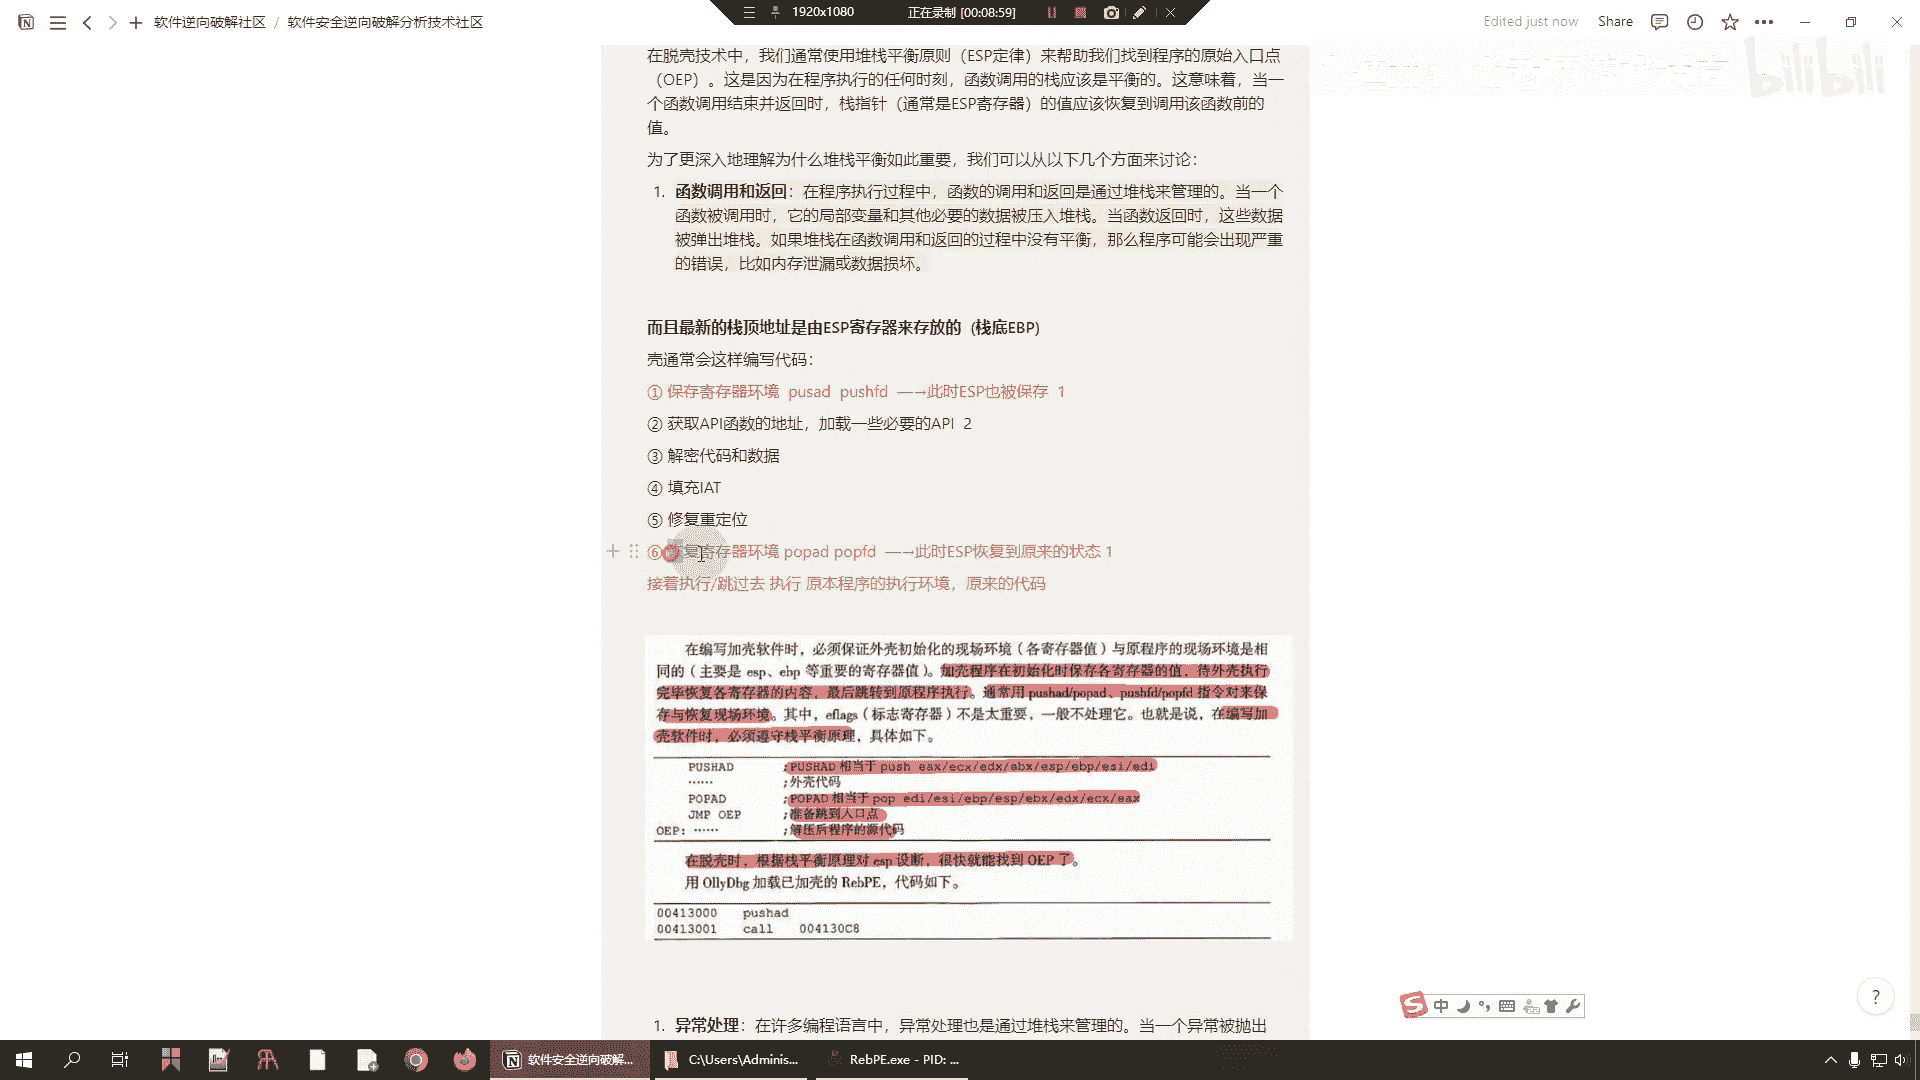 软件逆向破解社区 / 软件安全逆向破解分析技术社区
1920x1080 正在录制 [00:08:59]
Edited just now Share
bilibili
在脱壳技术中，我们通常使用堆栈平衡原则（ESP定律）来帮助我们找到程序的原始入口点
（OEP）。这是因为在程序执行的任何时刻，函数调用的栈应该是平衡的。这意味着，当一
个函数调用结束并返回时，栈指针（通常是ESP寄存器）的值应该恢复到调用该函数前的
值。
为了更深入地理解为什么堆栈平衡如此重要，我们可以从以下几个方面来讨论：
1. 函数调用和返回：在程序执行过程中，函数的调用和返回是通过堆栈来管理的。当一个
函数被调用时，它的局部变量和其他必要的数据被压入堆栈。当函数返回时，这些数据
被弹出堆栈。如果堆栈在函数调用和返回的过程中没有平衡，那么程序可能会出现严重
的错误，比如内存泄漏或数据损坏。
而且最新的栈顶地址是由ESP寄存器来存放的（栈底EBP)
壳通常会这样编写代码：
① 保存寄存器环境 pusad pushfd —→此时ESP也被保存 1
② 获取API函数的地址，加载一些必要的API 2
③ 解密代码和数据
④ 填充IAT
⑤ 修复重定位
⑥ 复寄存器环境 popad popfd —→此时ESP恢复到原来的状态 1
接着执行/跳过去 执行 原本程序的执行环境，原来的代码
在编写加壳软件时，必须保证外壳初始化的现场环境（各寄存器值）与原程序的现场环境是相
同的（主要是 esp、ebp 等重要的寄存器值）。加壳程序在初始化时保存各寄存器的值，待外壳执行
完毕恢复各寄存器的内容，最后跳转到原程序执行。通常用 pushad/popad、pushfd/popfd 指令对来保
存与恢复现场环境。其中，eflags（标志寄存器）不是太重要，一般不处理它。也就是说，在编写加
壳软件时，必须遵守栈平衡原理，具体如下。
PUSHAD ;PUSHAD 相当于 push eax/ecx/edx/ebx/esp/ebp/esi/edi
...... ;外壳代码
POPAD ;POPAD 相当于 pop edi/esi/ebp/esp/ebx/edx/ecx/eax
JMP OEP ;准备跳到入口点
OEP: ...... ;解压后程序的源代码
在脱壳时，根据栈平衡原理对 esp 设断，很快就能找到 OEP 了。
用 OllyDbg 加载已加壳的 RebPE，代码如下。
00413000 pushad
00413001 call 004130C8
1. 异常处理：在许多编程语言中，异常处理也是通过堆栈来管理的。当一个异常被抛出
中
?
软件安全逆向破解... C:\Users\Adminis... RebPE.exe - PID: ...